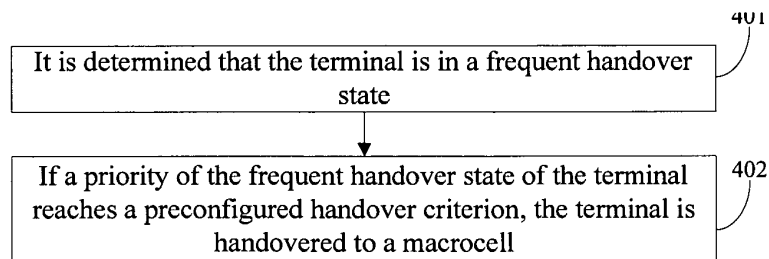 401
It is determined that the terminal is in a frequent handover
state
If a priority of the frequent handover state of the terminal
reaches a preconfigured handover criterion, the terminal is
handovered to a macrocell
402